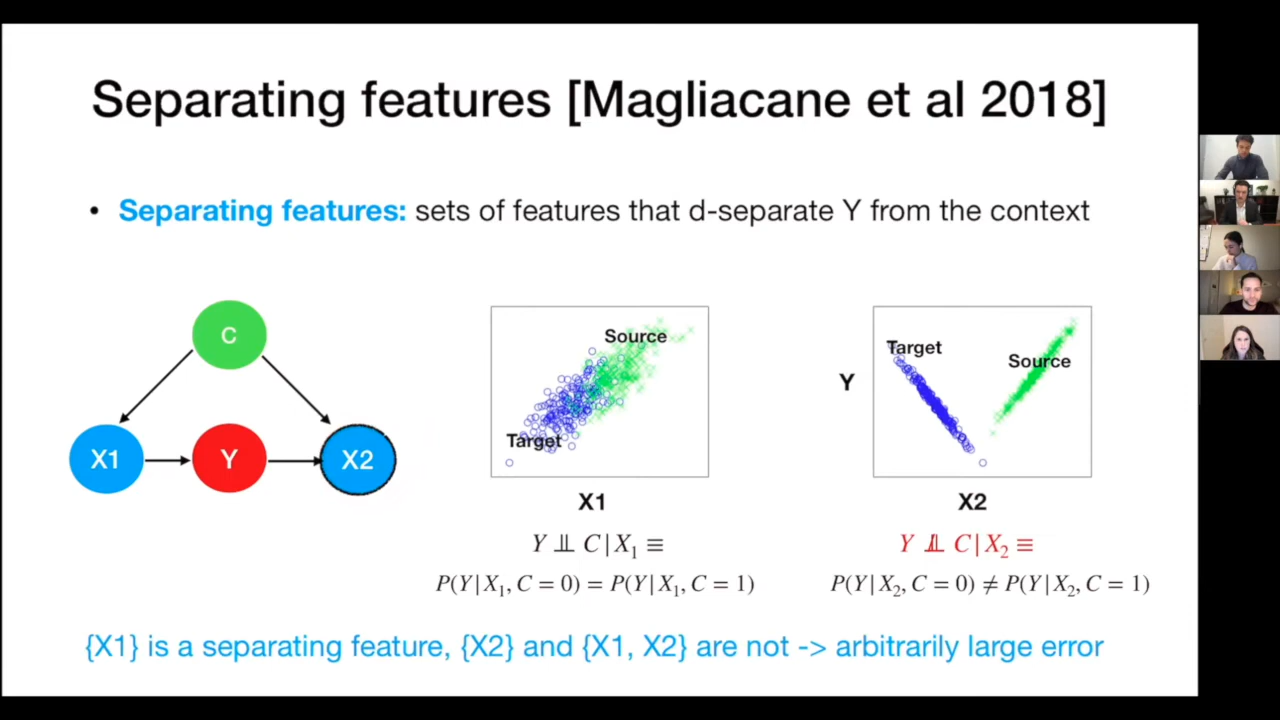 Separating features [Magliacane et al 2018]
• Separating features: sets of features that d-separate Y from the context
C
X1
Y
X2
Source
Target
X1
Y ⫫ C|X₁ ≡
P(Y|X₁, C = 0) = P(Y|X₁, C = 1)
Target
Source
Y
X2
Y ⫫̸ C|X₂ ≡
P(Y|X₂, C = 0) ≠ P(Y|X₂, C = 1)
{X1} is a separating feature, {X2} and {X1, X2} are not -> arbitrarily large error